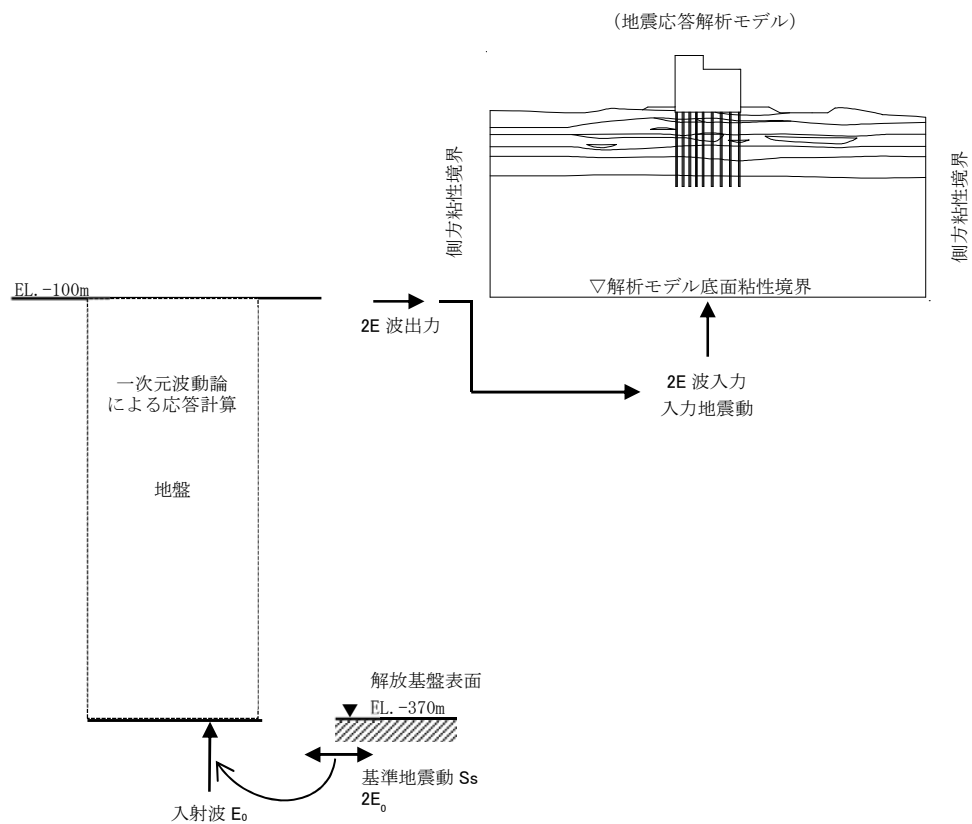 (地震応答解析モデル)
側方粘性境界
側方粘性境界
▽解析モデル底面粘性境界
EL.-100m
2E 波出力
2E 波入力
入力地震動
一次元波動論
による応答計算
地盤
解放基盤表面
EL.-370m
基準地震動 Ss
2E₀
入射波 E₀